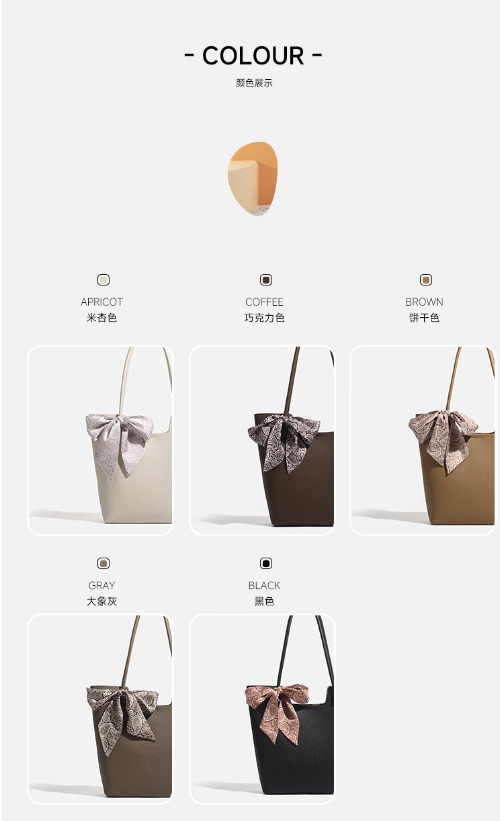 - COLOUR -
颜色展示
APRICOT
米杏色
COFFEE
巧克力色
BROWN
饼干色
GRAY
大象灰
BLACK
黑色